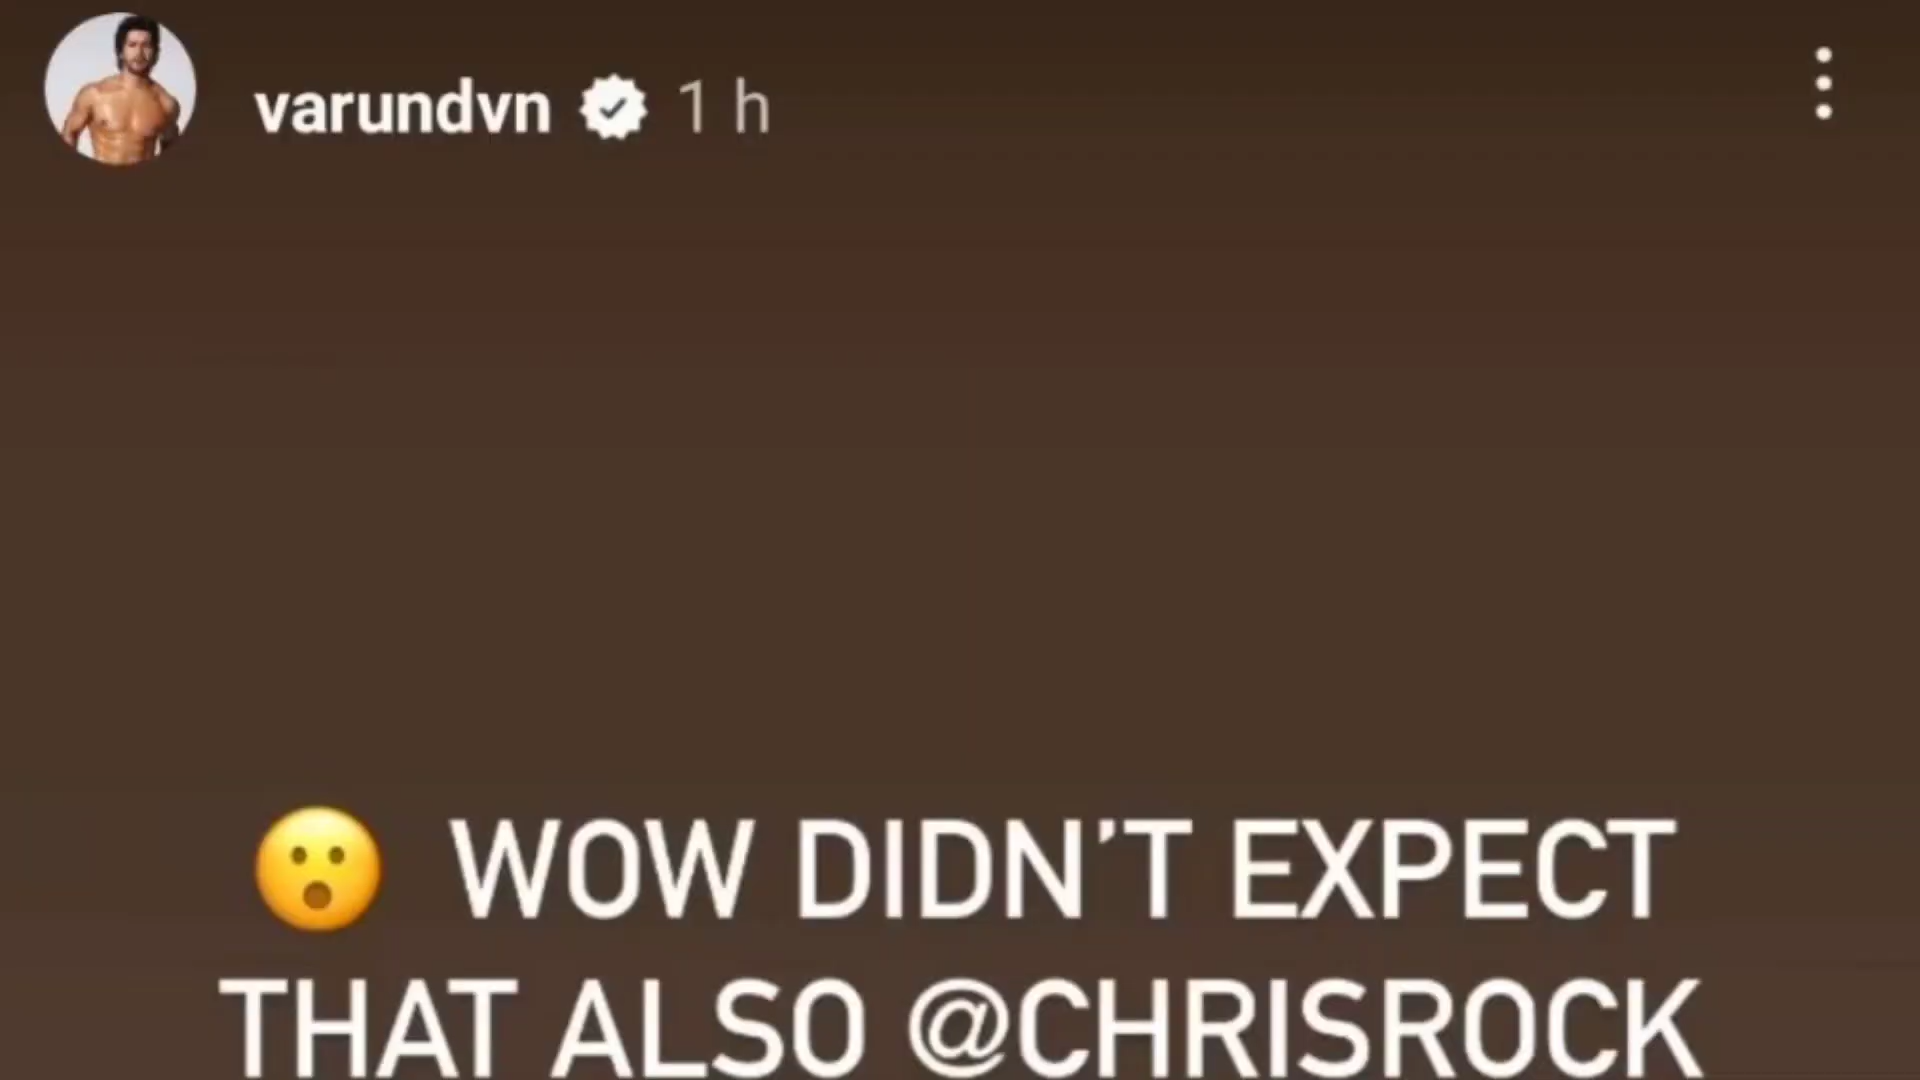 varundvn 1 h
😮 WOW DIDN'T EXPECT
THAT ALSO @CHRISROCK